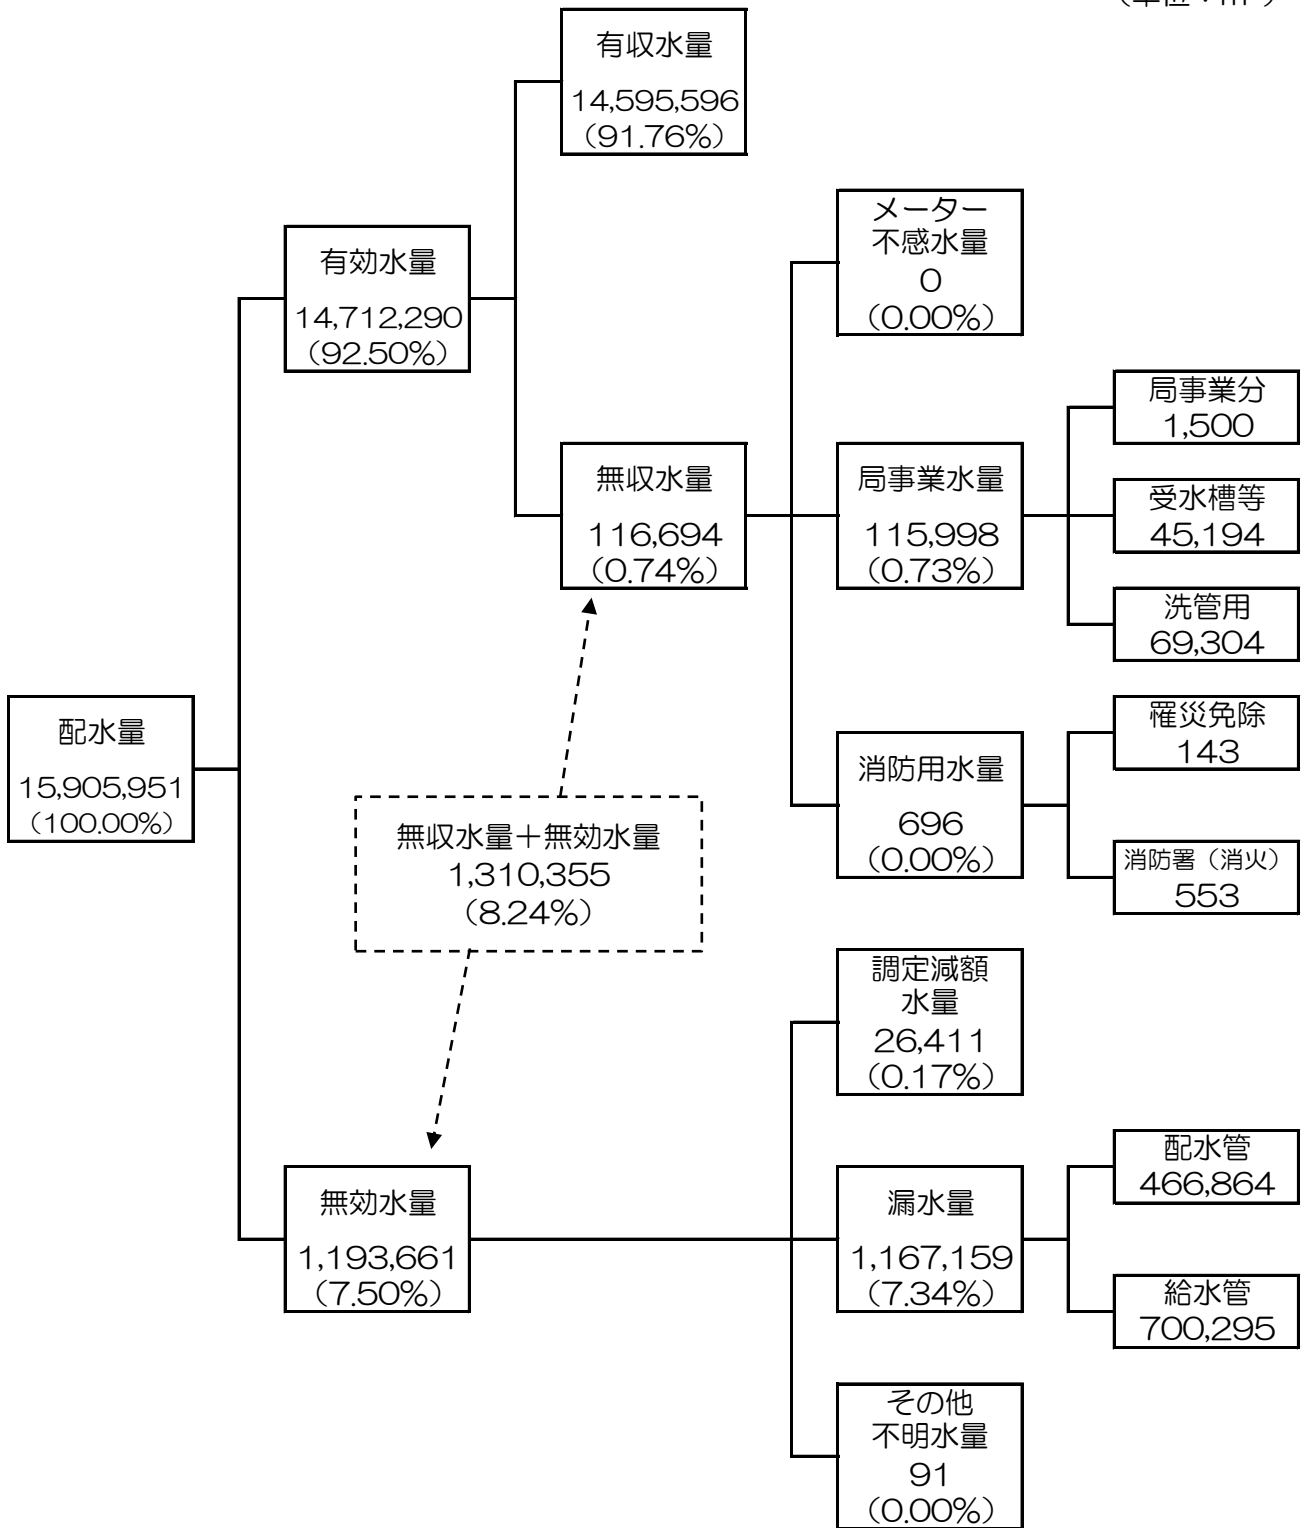 有収水量
14,595,596
（91.76%）
メーター
不感水量
0
（0.00%）
有効水量
14,712,290
（92.50%）
局事業分
1,500
無収水量
116,694
（0.74%）
局事業水量
115,998
（0.73%）
受水槽等
45,194
洗管用
69,304
配水量
15,905,951
（100.00%）
罹災免除
143
消防用水量
696
（0.00%）
無収水量＋無効水量
1,310,355
（8.24%）
消防署（消火）
553
調定減額
水量
26,411
（0.17%）
配水管
466,864
無効水量
1,193,661
（7.50%）
漏水量
1,167,159
（7.34%）
給水管
700,295
その他
不明水量
91
（0.00%）